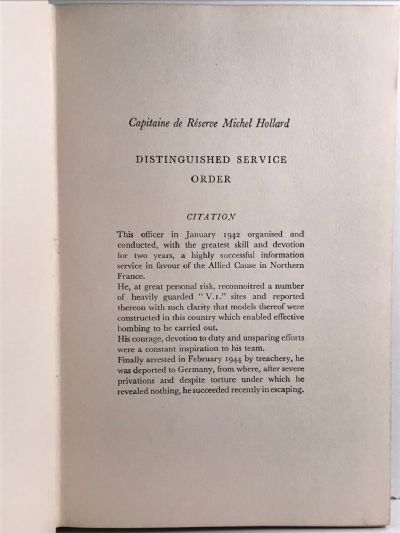 Capitaine de Réserve Michel Hollard
DISTINGUISHED SERVICE
ORDER
CITATION
This officer in January 1942 organised and
conducted, with the greatest skill and devotion
for two years, a highly successful information
service in favour of the Allied Cause in Northern
France.
He, at great personal risk, reconnoitred a number
of heavily guarded "V.1." sites and reported
thereon with such clarity that models thereof were
constructed in this country which enabled effective
bombing to be carried out.
His courage, devotion to duty and unsparing efforts
were a constant inspiration to his team.
Finally arrested in February 1944 by treachery, he
was deported to Germany, from where, after severe
privations and despite torture under which he
revealed nothing, he succeeded recently in escaping.